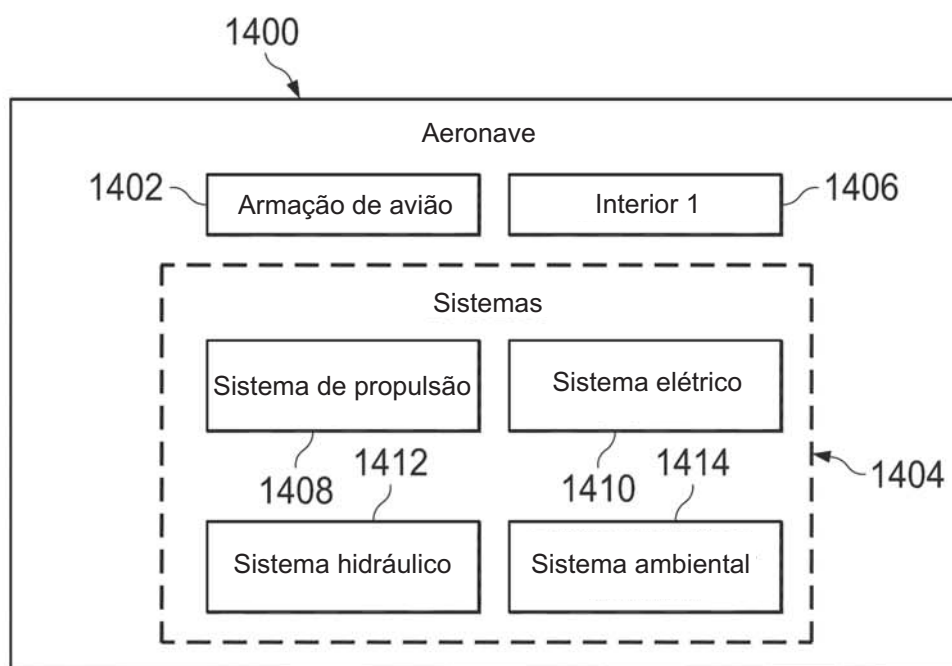 1400
Aeronave
1402
Armação de avião
Interior 1
1406
Sistemas
Sistema de propulsão
Sistema elétrico
1408
1412
1410
1414
1404
Sistema hidráulico
Sistema ambiental